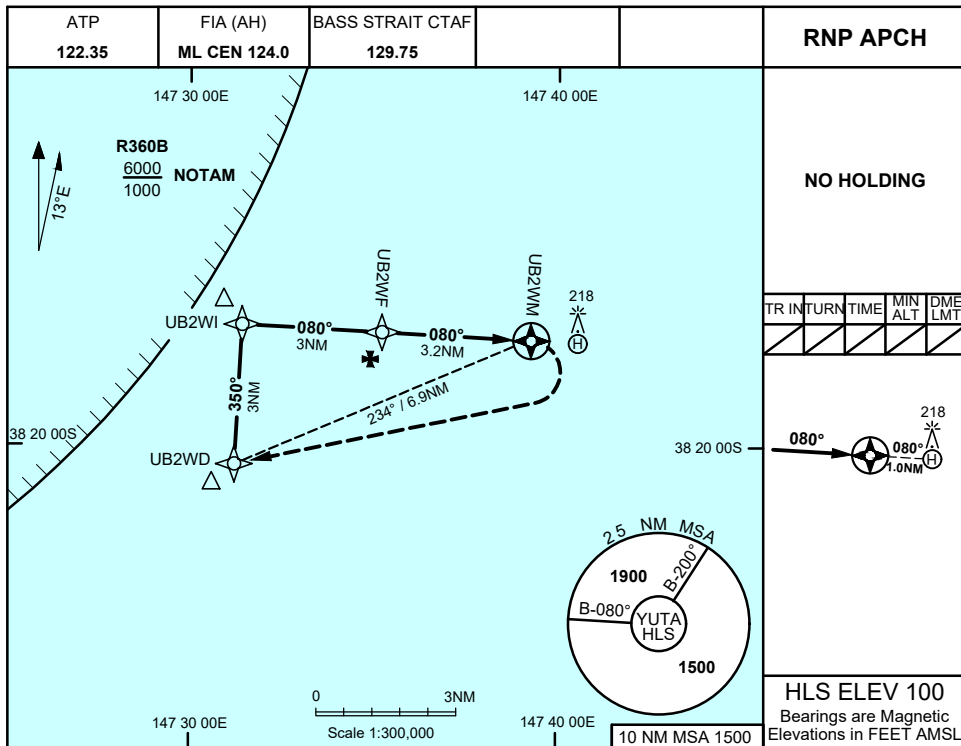 ATP
122.35
FIA (AH)
ML CEN 124.0
BASS STRAIT CTAF
129.75
RNP APCH
147 30 00E
147 40 00E
R360B
6000
1000
NOTAM
13°E
NO HOLDING
UB2WI
UB2WF
UB2WM
218
H
080°
3NM
080°
3.2NM
350°
3NM
234° / 6.9NM
TR IN
TURN
TIME
MIN
ALT
DME
LMT
38 20 00S
UB2WD
38 20 00S
080°
218
080°
H
1.0NM
25 NM MSA
1900
B-200°
B-080°
YUTA
HLS
1500
0
3NM
Scale 1:300,000
147 30 00E
147 40 00E
10 NM MSA 1500
HLS ELEV 100
Bearings are Magnetic
Elevations in FEET AMSL